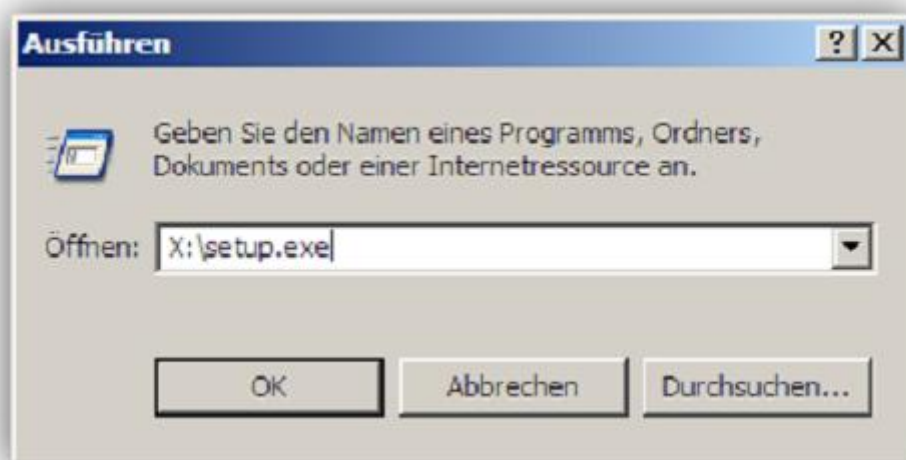 Ausführen
Geben Sie den Namen eines Programms, Ordners,
Dokuments oder einer Internetressource an.
Öffnen: X:\setup.exe
OK Abbrechen Durchsuchen...